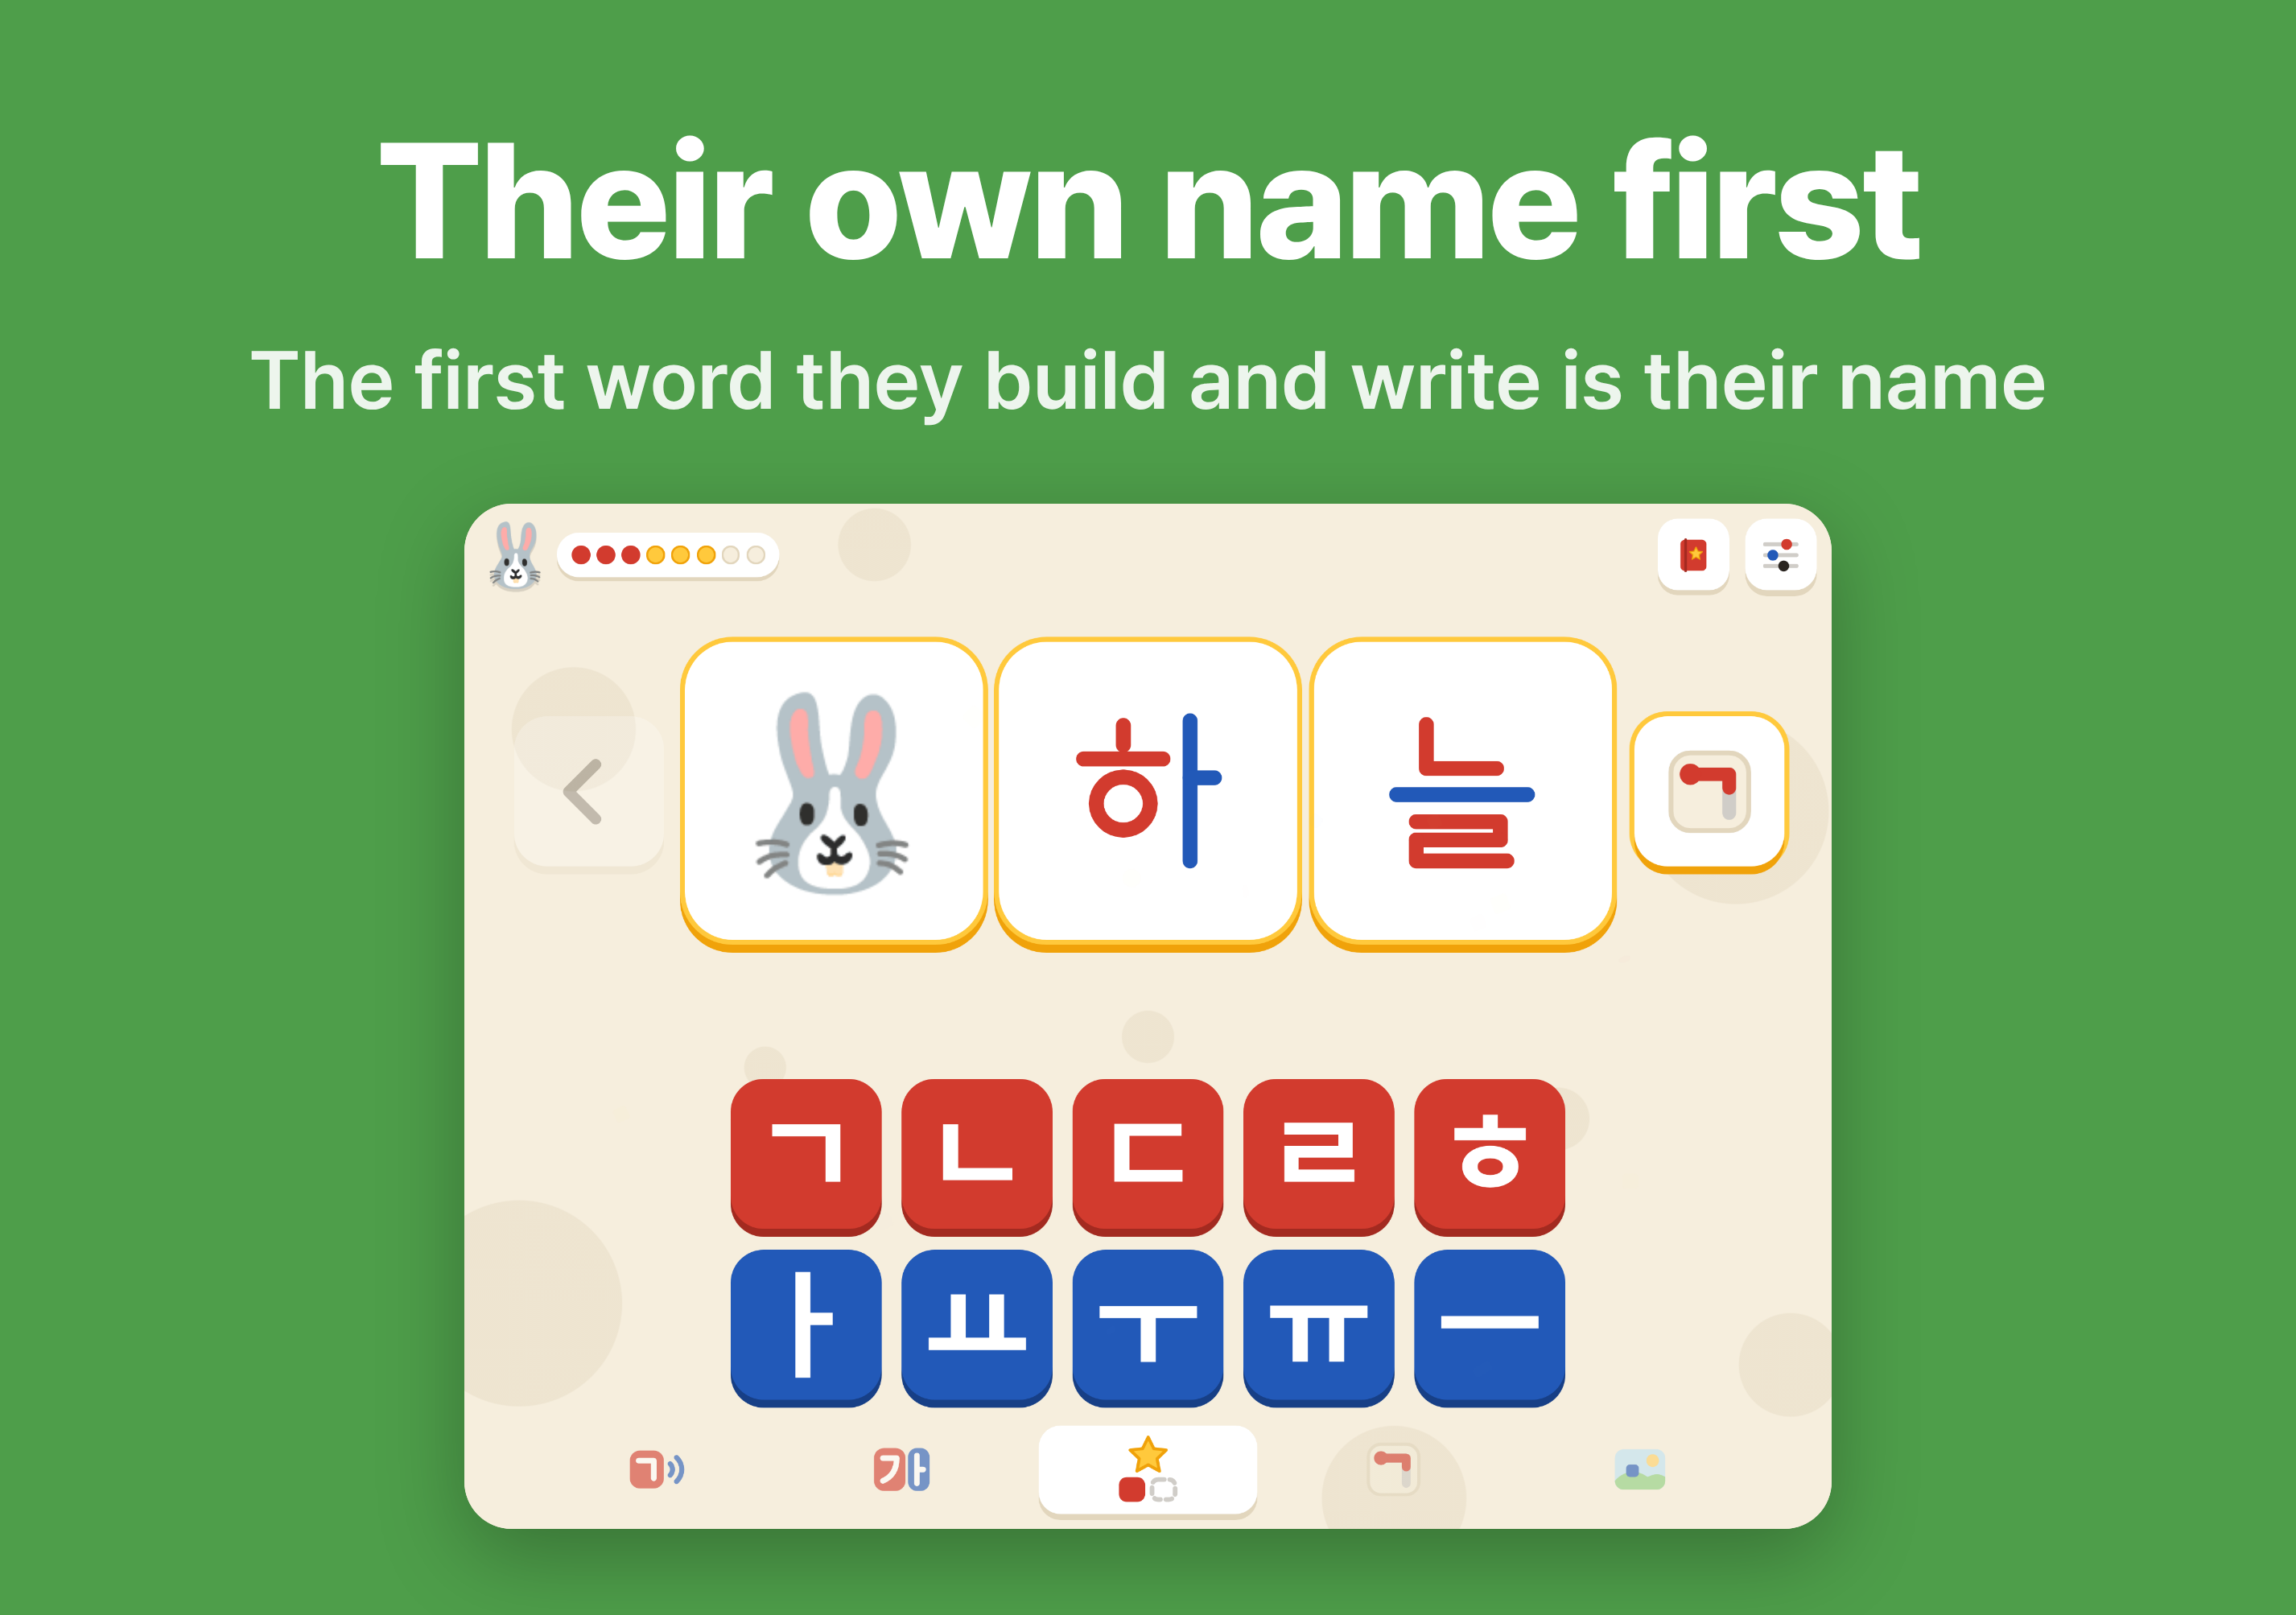 Their own name first
The first word they build and write is their name
하 늘
ㄱ
ㄱ ㄴ ㄷ ㄹ ㅎ
ㅏ ㅛ ㅜ ㅠ ㅡ
ㄱ 가 ㄱ